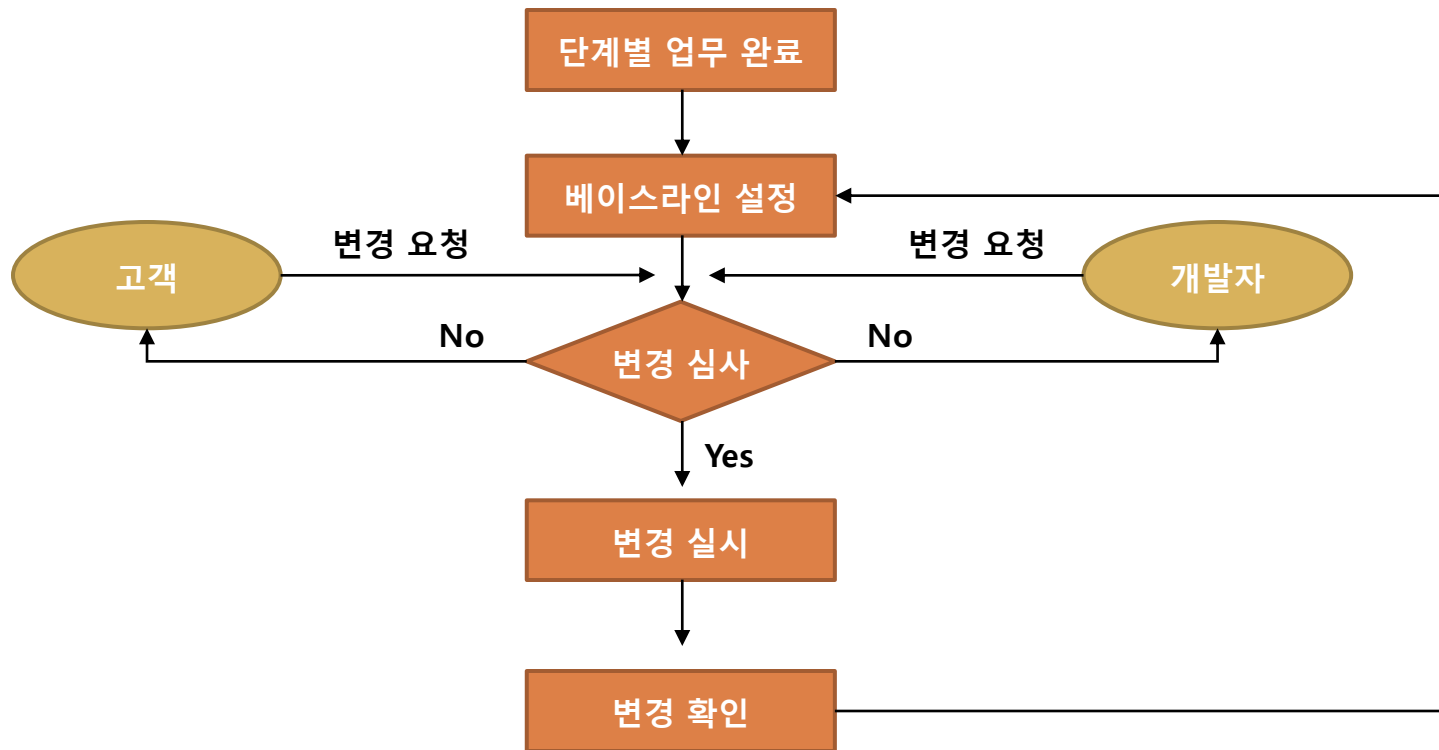 단계별 업무 완료
베이스라인 설정
변경 요청
변경 요청
고객
개발자
No
No
변경 심사
Yes
변경 실시
변경 확인